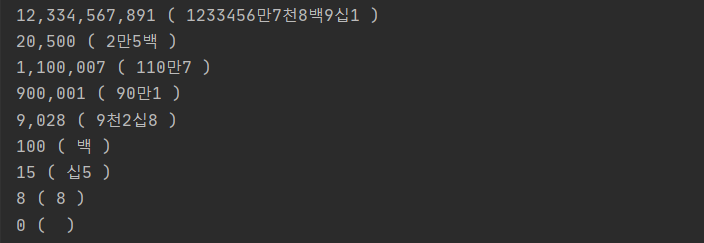 12,334,567,891 ( 1233456만7천8백9십1 )
20,500 ( 2만5백 )
1,100,007 ( 110만7 )
900,001 ( 90만1 )
9,028 ( 9천2십8 )
100 ( 백 )
15 ( 십5 )
8 ( 8 )
0 (  )